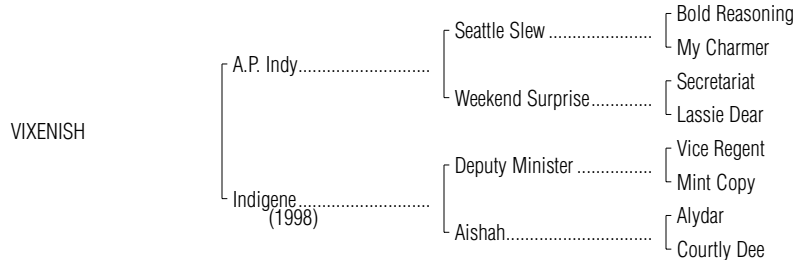 Bold Reasoning
Seattle Slew ......................
My Charmer
A.P. Indy............................
Secretariat
Weekend Surprise.............
Lassie Dear
VIXENISH
Vice Regent
Deputy Minister ................
Mint Copy
Indigene............................
(1998)
Alydar
Aishah...............................
Courtly Dee